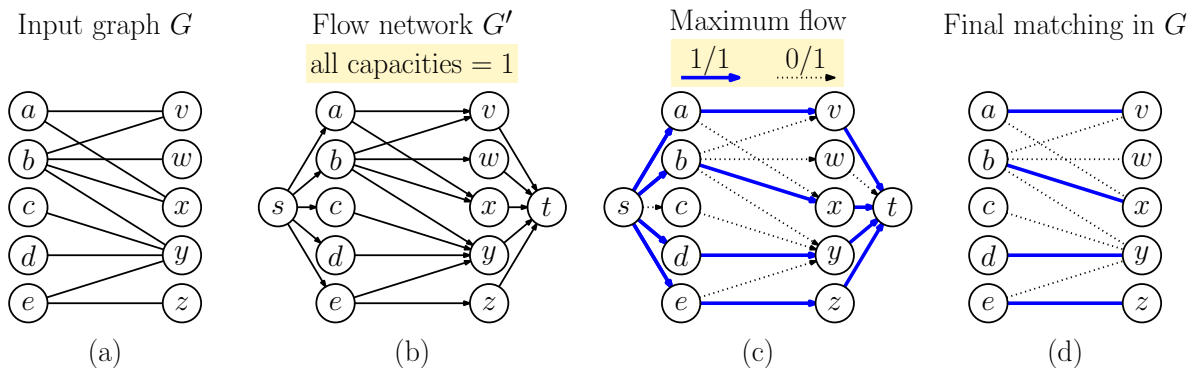 Input graph G
Flow network G′
all capacities = 1
Maximum flow
1/1 0/1
Final matching in G
a v
b w
c x
d y
e z
(a)
a v
b w
s c x t
d y
e z
(b)
a v
b w
s c x t
d y
e z
(c)
a v
b w
c x
d y
e z
(d)